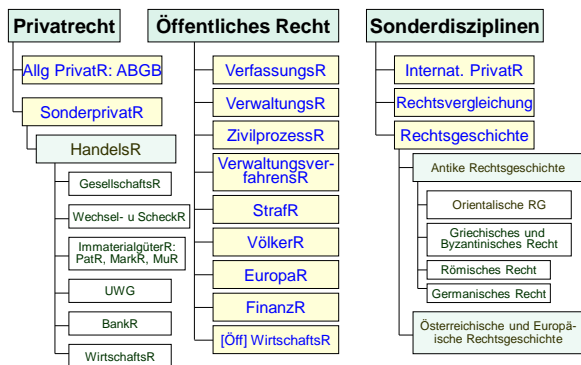 Privatrecht
Allg PrivatR: ABGB
SonderprivatR
HandelsR
GesellschaftsR
Wechsel- u ScheckR
ImmaterialgüterR:
PatR, MarkR, MuR
UWG
BankR
WirtschaftsR
Öffentliches Recht
VerfassungsR
VerwaltungsR
ZivilprozessR
Verwaltungsver-
fahrensR
StrafR
VölkerR
EuropaR
FinanzR
[Öff] WirtschaftsR
Sonderdisziplinen
Internat. PrivatR
Rechtsvergleichung
Rechtsgeschichte
Antike Rechtsgeschichte
Orientalische RG
Griechisches und
Byzantinisches Recht
Römisches Recht
Germanisches Recht
Österreichische und Europä-
ische Rechtsgeschichte